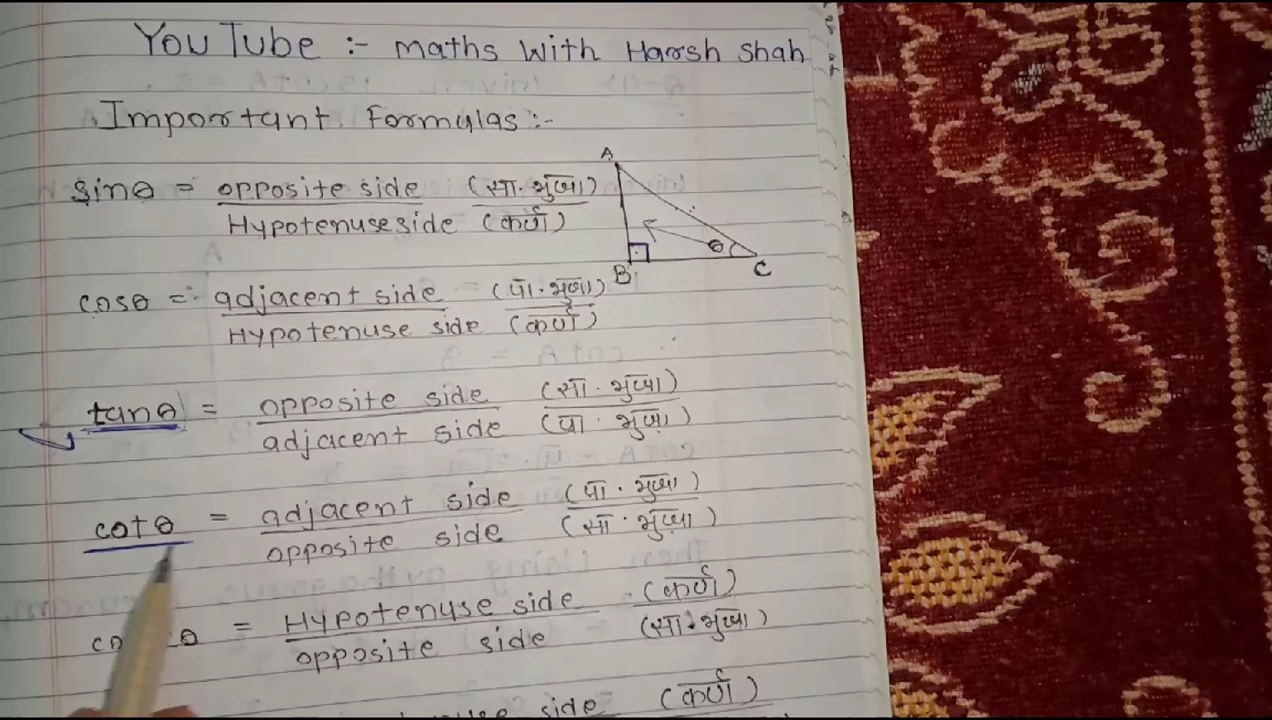 YouTube :- Maths With Harsh Shah
Important Formulas:-
sinθ = opposite side (सा.भुजा)
Hypotenuse side (कर्ण)
A
B
C
θ
cosθ = adjacent side (पा.भुजा)
Hypotenuse side (कर्ण)
tanθ = opposite side (सा.भुजा)
adjacent side (पा.भुजा)
cotθ = adjacent side (पा.भुजा)
opposite side (सा.भुजा)
θ = Hypotenuse side (कर्ण)
opposite side (सा.भुजा)
side (कर्ण)